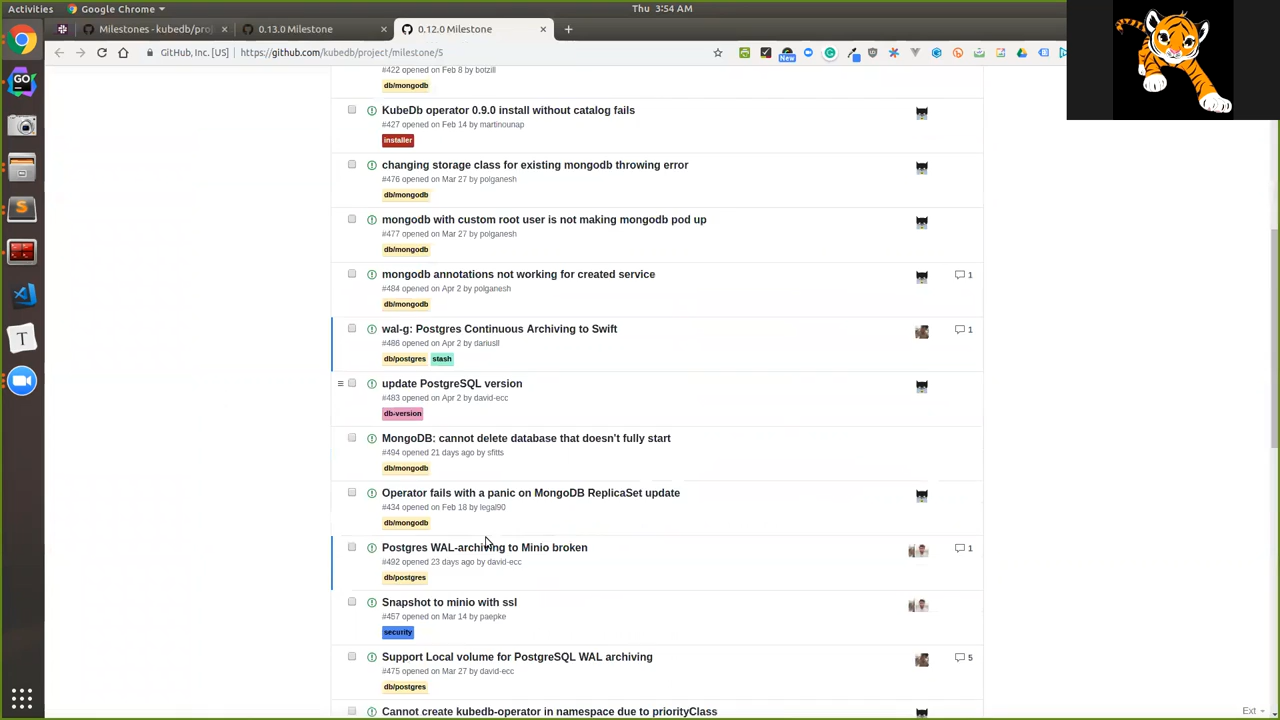 Activities
Google Chrome
Thu 3:54 AM
Milestones - kubedb/proj
0.13.0 Milestone
0.12.0 Milestone
GitHub, Inc. [US]
https://github.com/kubedb/project/milestone/5
New
#422 opened on Feb 8 by botzill
db/mongodb
KubeDb operator 0.9.0 install without catalog fails
#427 opened on Feb 14 by martinounap
installer
changing storage class for existing mongodb throwing error
#476 opened on Mar 27 by polganesh
db/mongodb
mongodb with custom root user is not making mongodb pod up
#477 opened on Mar 27 by polganesh
db/mongodb
mongodb annotations not working for created service
1
#484 opened on Apr 2 by polganesh
db/mongodb
wal-g: Postgres Continuous Archiving to Swift
1
#486 opened on Apr 2 by dariusll
db/postgres stash
update PostgreSQL version
#483 opened on Apr 2 by david-ecc
db-version
MongoDB: cannot delete database that doesn't fully start
#494 opened 21 days ago by sfitts
db/mongodb
Operator fails with a panic on MongoDB ReplicaSet update
#434 opened on Feb 18 by legal90
db/mongodb
Postgres WAL-archiving to Minio broken
1
#492 opened 23 days ago by david-ecc
db/postgres
Snapshot to minio with ssl
#457 opened on Mar 14 by paepke
security
Support Local volume for PostgreSQL WAL archiving
5
#475 opened on Mar 27 by david-ecc
db/postgres
Cannot create kubedb-operator in namespace due to priorityClass
Ext